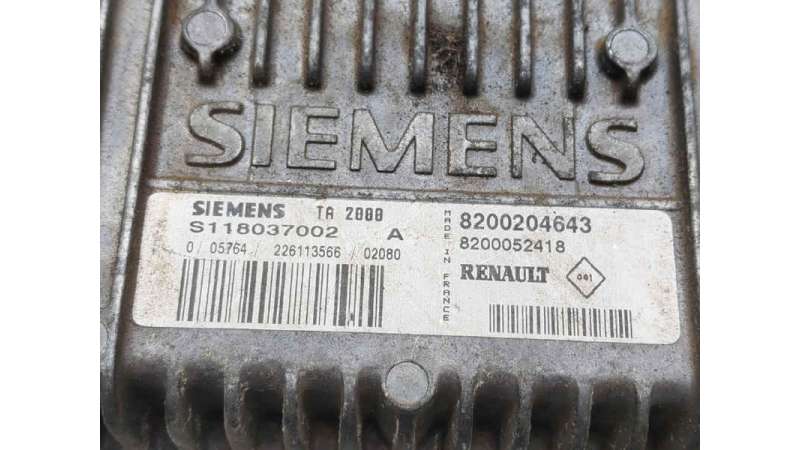 SIEMENS
SIEMENS TA 2000
S118037002 A
0 / 05764 / 226113566 / 02080
MADE IN FRANCE
8200204643
8200052418
RENAULT